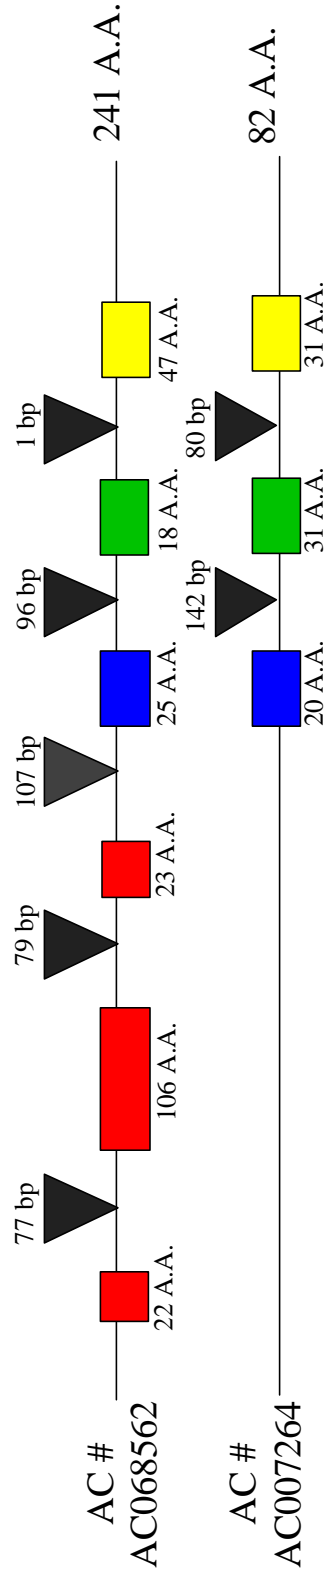 AC #
AC068562
77 bp
79 bp
107 bp
96 bp
1 bp
22 A.A.
106 A.A.
23 A.A.
25 A.A.
18 A.A.
47 A.A.
241 A.A.
AC #
AC007264
142 bp
80 bp
20 A.A.
31 A.A.
31 A.A.
82 A.A.